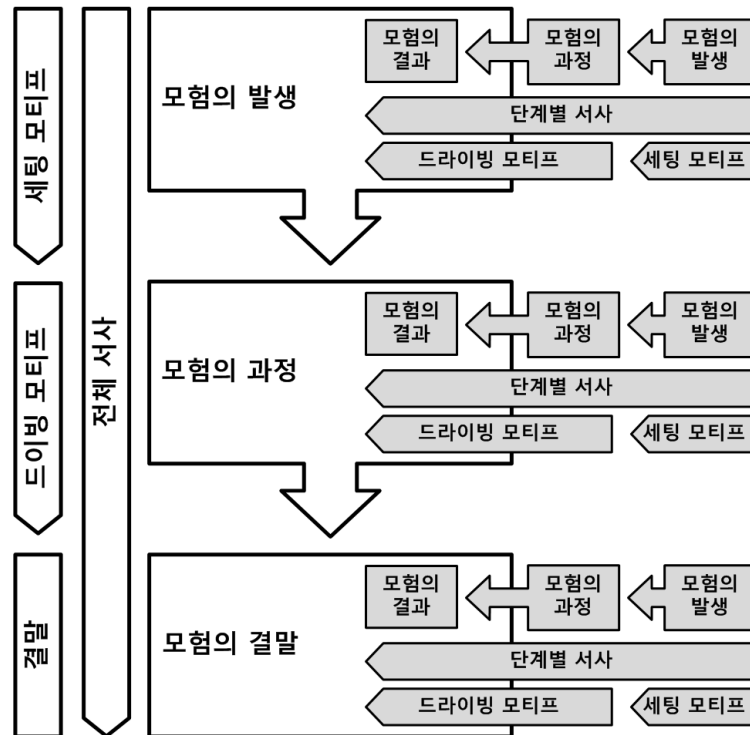 세팅 모티프
드이빙 모티프
결말
전체 서사
모험의 발생
모험의
결과
모험의
과정
모험의
발생
단계별 서사
드라이빙 모티프
세팅 모티프
모험의 과정
모험의
결과
모험의
과정
모험의
발생
단계별 서사
드라이빙 모티프
세팅 모티프
모험의 결말
모험의
결과
모험의
과정
모험의
발생
단계별 서사
드라이빙 모티프
세팅 모티프